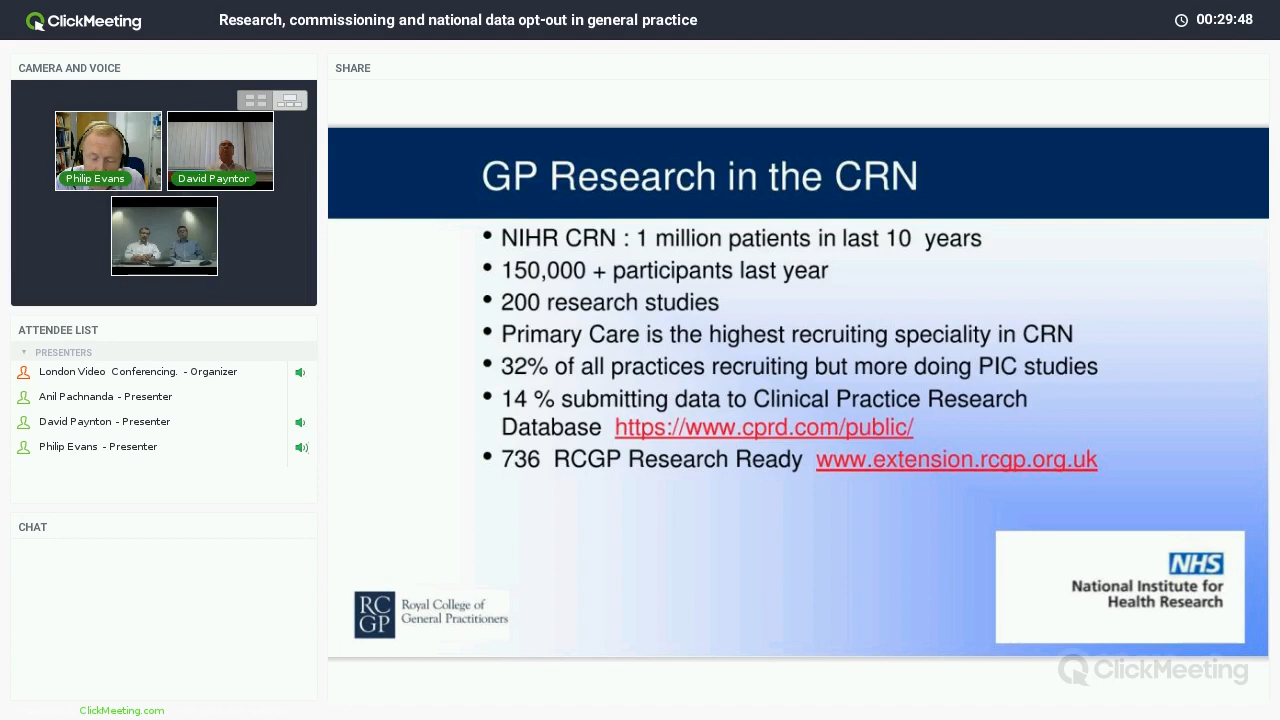 ClickMeeting
Research, commissioning and national data opt-out in general practice
00:29:48
CAMERA AND VOICE
Philip Evans
David Paynton
ATTENDEE LIST
PRESENTERS
London Video Conferencing. - Organizer
Anil Pachnanda - Presenter
David Paynton - Presenter
Philip Evans - Presenter
CHAT
ClickMeeting.com
SHARE
GP Research in the CRN
• NIHR CRN : 1 million patients in last 10 years
• 150,000 + participants last year
• 200 research studies
• Primary Care is the highest recruiting speciality in CRN
• 32% of all practices recruiting but more doing PIC studies
• 14 % submitting data to Clinical Practice Research
Database https://www.cprd.com/public/
• 736 RCGP Research Ready www.extension.rcgp.org.uk
RC
GP
Royal College of
General Practitioners
NHS
National Institute for
Health Research
ClickMeeting